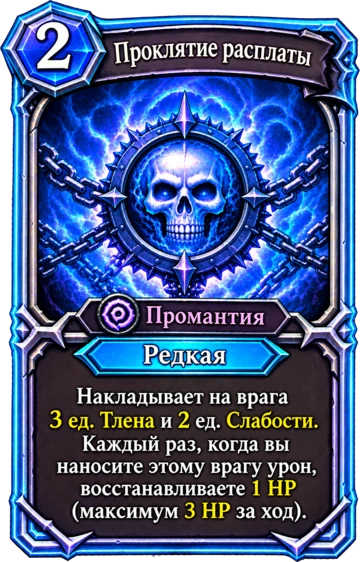 2
Проклятие расплаты
Промантия
Редкая
Накладывает на врага
3 ед. Тлена и 2 ед. Слабости.
Каждый раз, когда вы
наносите этому врагу урон,
восстанавливаете 1 HP
(максимум 3 HP за ход).